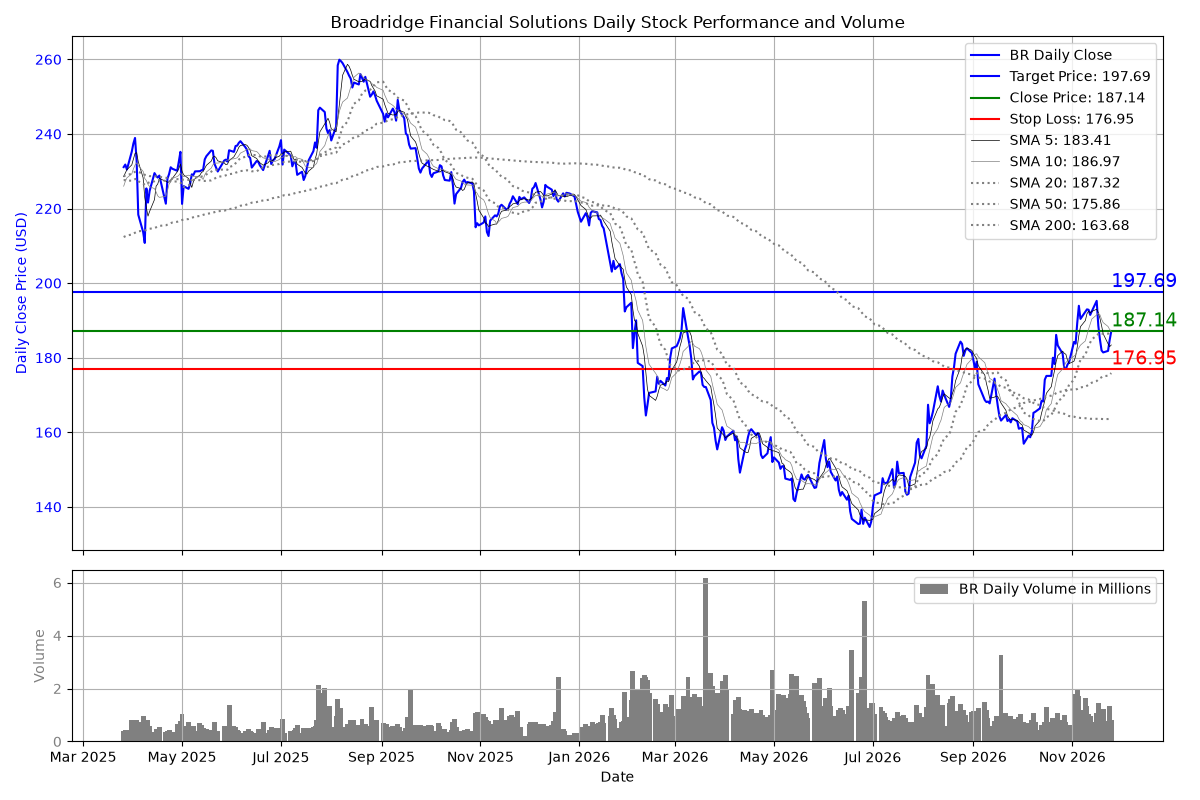 Broadridge Financial Solutions Daily Stock Performance and Volume
Daily Close Price (USD)
260
240
220
200
180
160
140
BR Daily Close
Target Price: 197.69
Close Price: 187.14
Stop Loss: 176.95
SMA 5: 183.41
SMA 10: 186.97
SMA 20: 187.32
SMA 50: 175.86
SMA 200: 163.68
197.69
187.14
176.95
Volume
6
4
2
0
BR Daily Volume in Millions
Mar 2025 May 2025 Jul 2025 Sep 2025 Nov 2025 Jan 2026 Mar 2026 May 2026 Jul 2026 Sep 2026 Nov 2026
Date